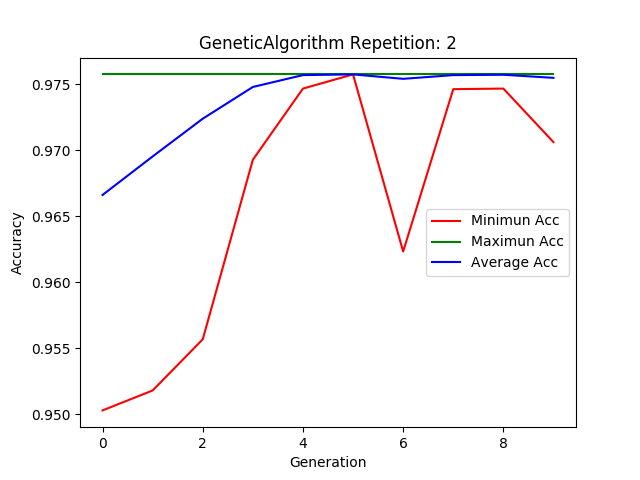 GeneticAlgorithm Repetition: 2
0.975
0.970
0.965
0.960
0.955
0.950
Accuracy
Minimun Acc
Maximun Acc
Average Acc
0 2 4 6 8
Generation